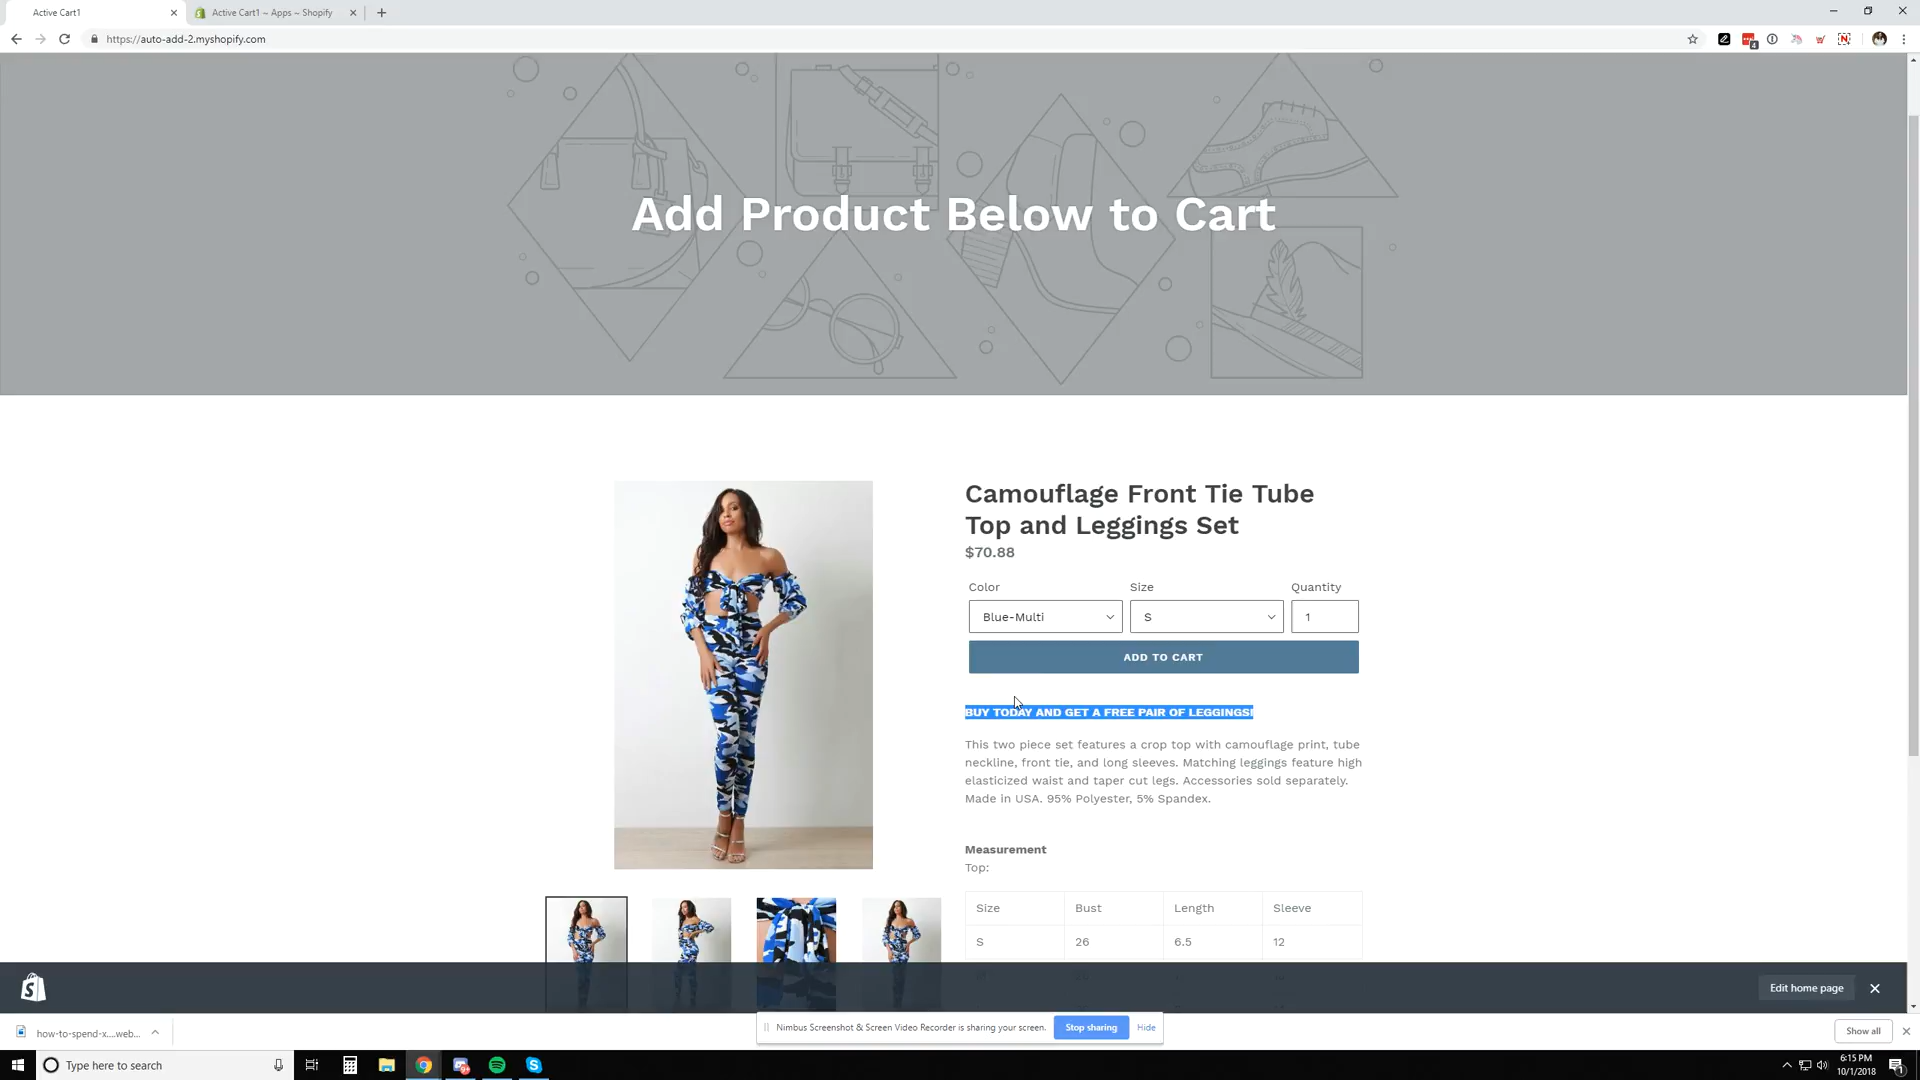 Active Cart1
Active Cart1 ~ Apps ~ Shopify
https://auto-add-2.myshopify.com
4
Add Product Below to Cart
Camouflage Front Tie Tube
Top and Leggings Set
$70.88
Color
Size
Quantity
Blue-Multi
S
1
ADD TO CART
BUY TODAY AND GET A FREE PAIR OF LEGGINGS!
This two piece set features a crop top with camouflage print, tube
neckline, front tie, and long sleeves. Matching leggings feature high
elasticized waist and taper cut legs. Accessories sold separately.
Made in USA. 95% Polyester, 5% Spandex.
Measurement
Top:
Size Bust Length Sleeve
S 26 6.5 12
Edit home page
how-to-spend-x....web...
Nimbus Screenshot & Screen Video Recorder is sharing your screen.
Stop sharing
Hide
Show all
Type here to search
6:15 PM
10/1/2018